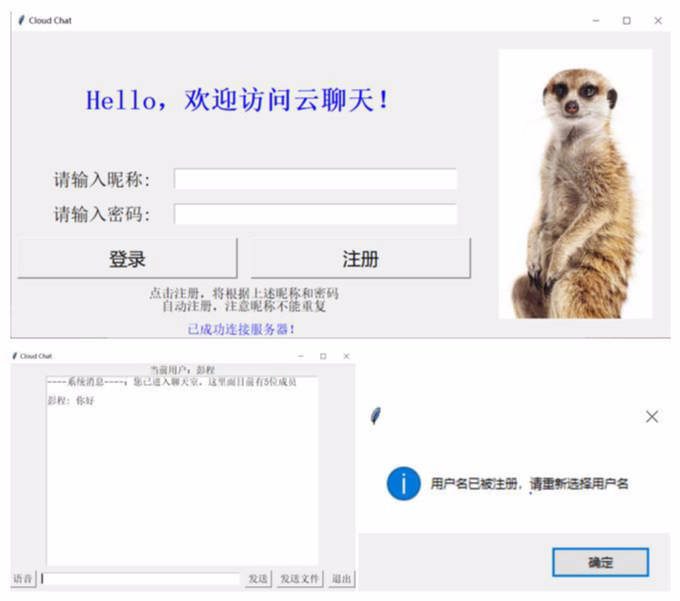 Cloud Chat
Hello，欢迎访问云聊天！
请输入昵称：
请输入密码：
登录 注册
点击注册，将根据上述昵称和密码
自动注册，注意昵称不能重复
已成功连接服务器！
Cloud Chat
当前用户：彭程
----系统消息----：您已进入聊天室，这里面目前有5位成员
彭程：你好
语音 发送 发送文件 退出
用户名已被注册，请重新选择用户名
确定